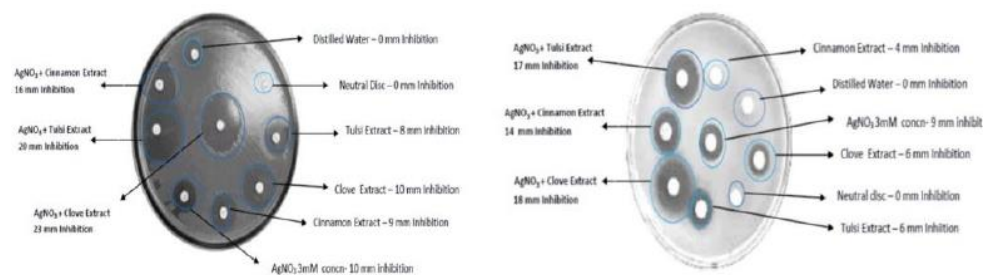 Distilled Water – 0 mm Inhibition
AgNO₃+ Cinnamon Extract
16 mm Inhibition
Neutral Disc – 0 mm Inhibition
AgNO₃+ Tulsi Extract
20 mm Inhibition
Tulsi Extract – 8 mm Inhibition
Clove Extract – 10 mm Inhibition
AgNO₃+ Clove Extract
23 mm Inhibition
Cinnamon Extract – 9 mm Inhibition
AgNO₃ 3mM concn- 10 mm inhibition
AgNO₃+ Tulsi Extract
17 mm Inhibition
Cinnamon Extract – 4 mm Inhibition
Distilled Water – 0 mm Inhibition
AgNO₃+ Cinnamon Extract
14 mm Inhibition
AgNO₃ 3mM concn- 9 mm inhibit
Clove Extract – 6 mm Inhibition
AgNO₃+ Clove Extract
18 mm Inhibition
Neutral disc – 0 mm Inhibition
Tulsi Extract – 6 mm Inhibition